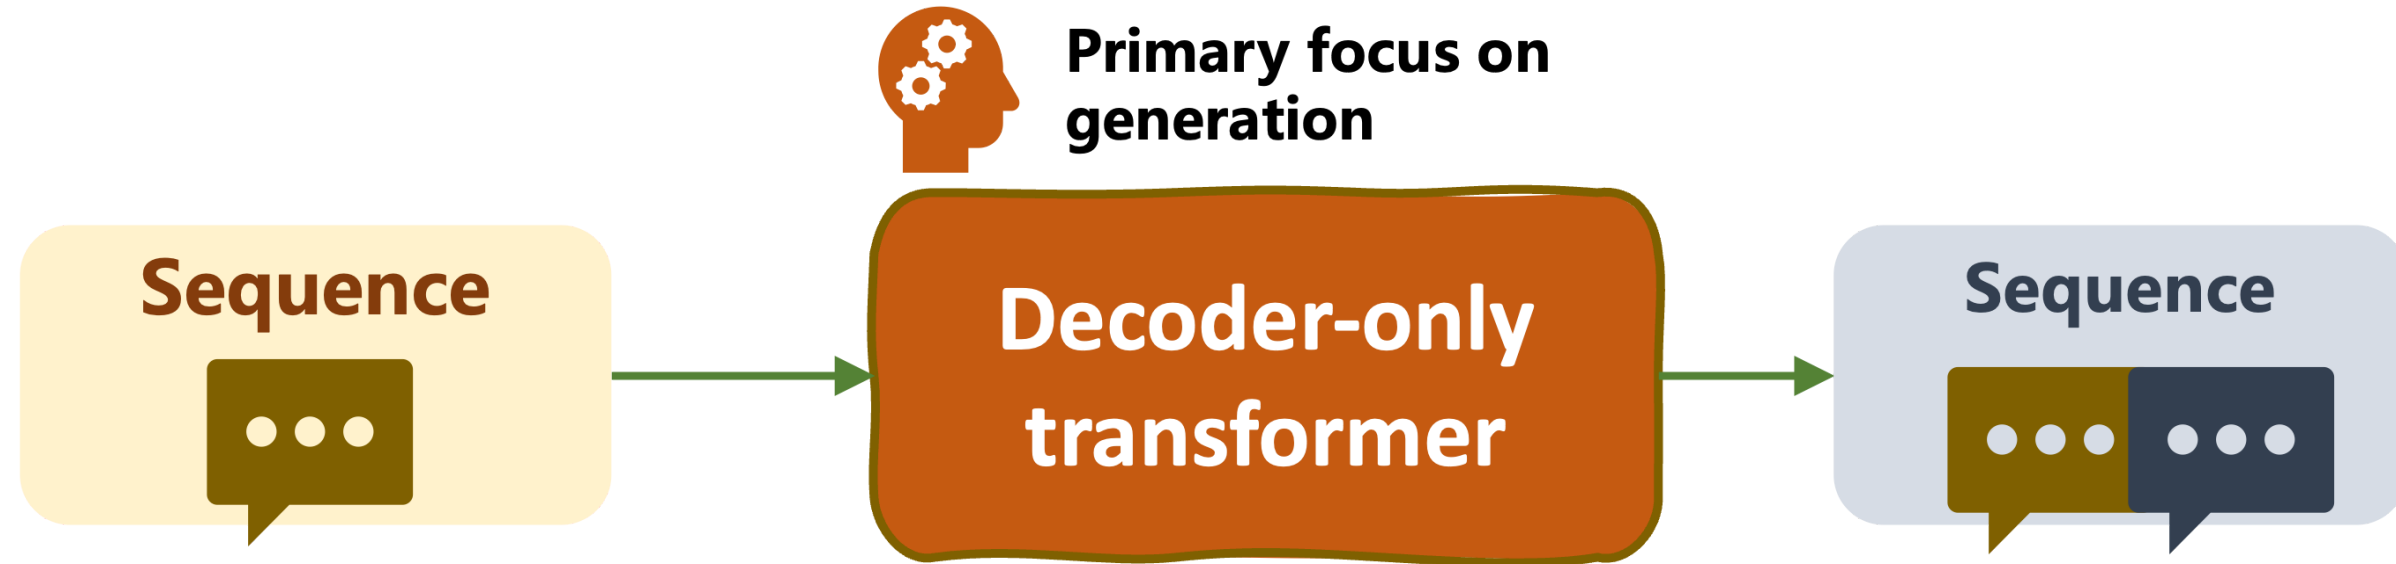 Primary focus on
generation
Sequence
Decoder-only
transformer
Sequence